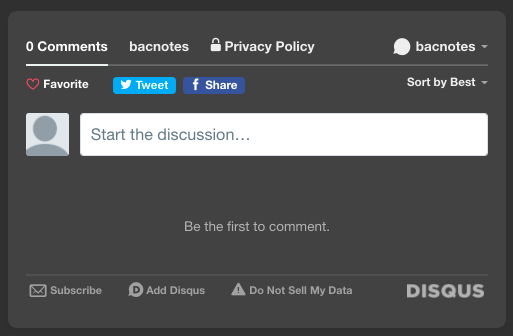 0 Comments bacnotes Privacy Policy bacnotes
Favorite Tweet Share Sort by Best
Start the discussion…
Be the first to comment.
Subscribe Add Disqus Do Not Sell My Data DISQUS